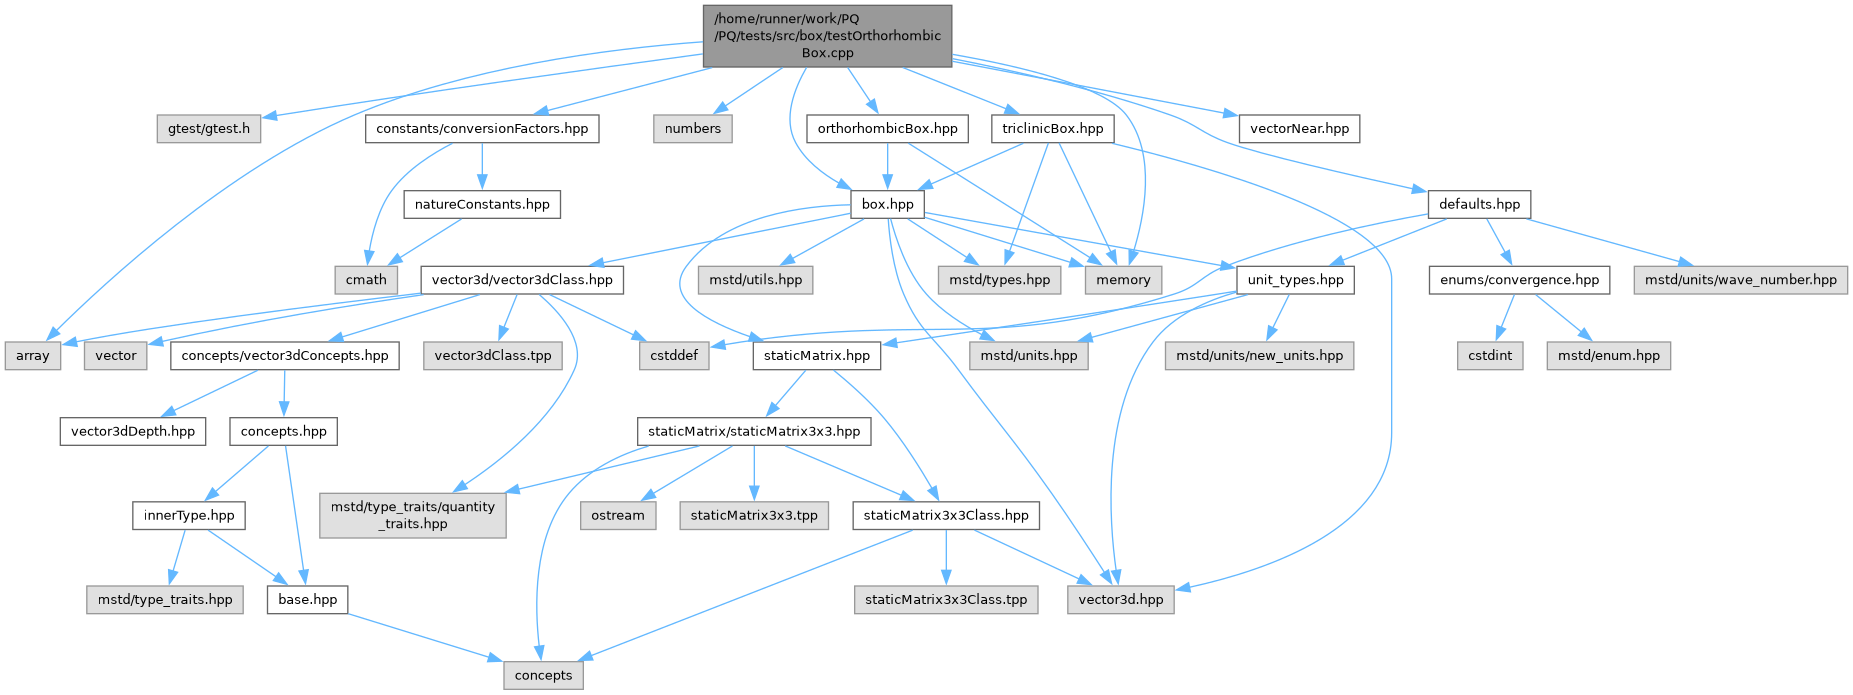 /home/runner/work/PQ
/PQ/tests/src/box/testOrthorhombic
Box.cpp
gtest/gtest.h
constants/conversionFactors.hpp
numbers
orthorhombicBox.hpp
triclinicBox.hpp
vectorNear.hpp
natureConstants.hpp
box.hpp
defaults.hpp
cmath
vector3d/vector3dClass.hpp
mstd/utils.hpp
mstd/types.hpp
memory
unit_types.hpp
enums/convergence.hpp
mstd/units/wave_number.hpp
array
vector
concepts/vector3dConcepts.hpp
vector3dClass.tpp
cstddef
staticMatrix.hpp
mstd/units.hpp
mstd/units/new_units.hpp
cstdint
mstd/enum.hpp
vector3dDepth.hpp
concepts.hpp
staticMatrix/staticMatrix3x3.hpp
innerType.hpp
mstd/type_traits/quantity
_traits.hpp
ostream
staticMatrix3x3.tpp
staticMatrix3x3Class.hpp
mstd/type_traits.hpp
base.hpp
staticMatrix3x3Class.tpp
vector3d.hpp
concepts